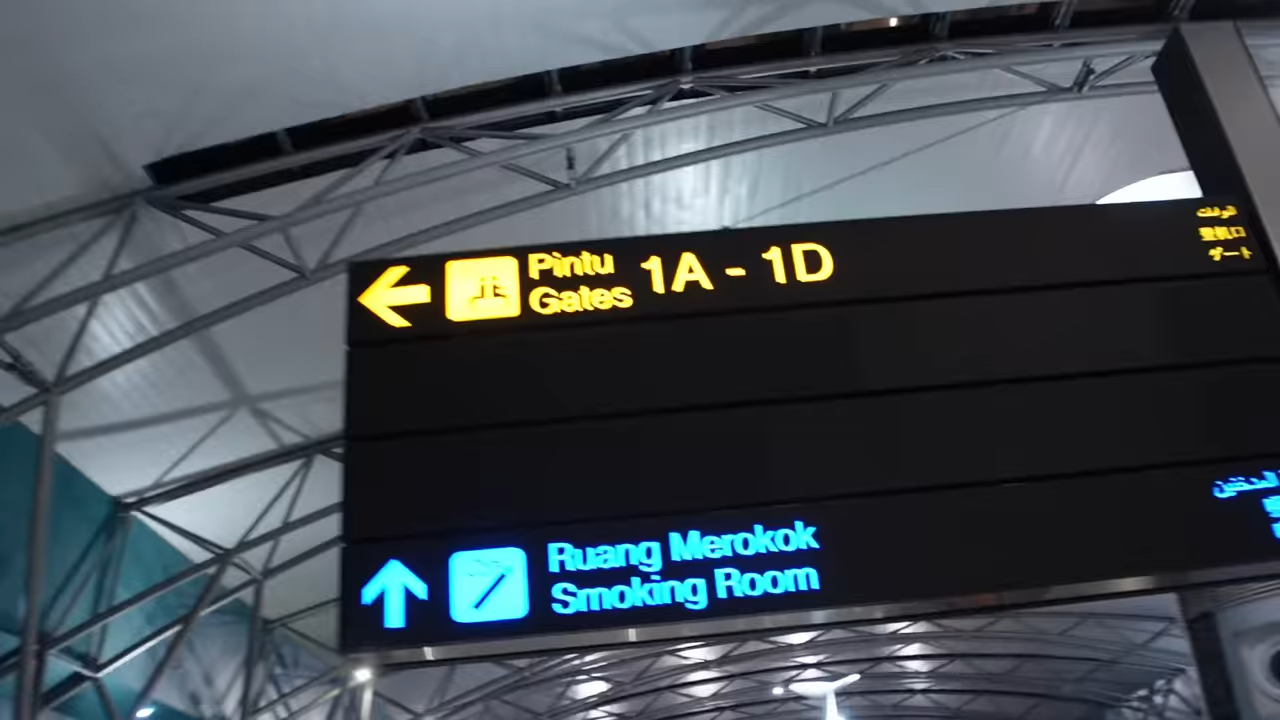 Pintu
Gates
1A - 1D
登机口
ゲート
Ruang Merokok
Smoking Room